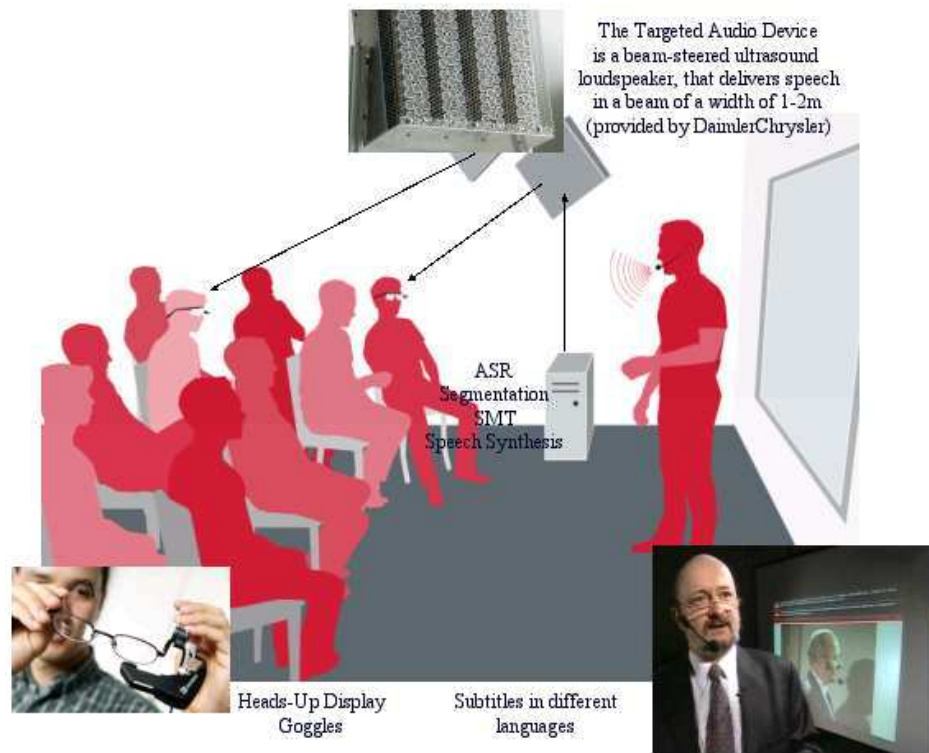 The Targeted Audio Device
is a beam-steered ultrasound
loudspeaker, that delivers speech
in a beam of a width of 1-2m
(provided by DaimlerChrysler)
ASR
Segmentation
SMT
Speech Synthesis
Heads-Up Display
Goggles
Subtitles in different
languages